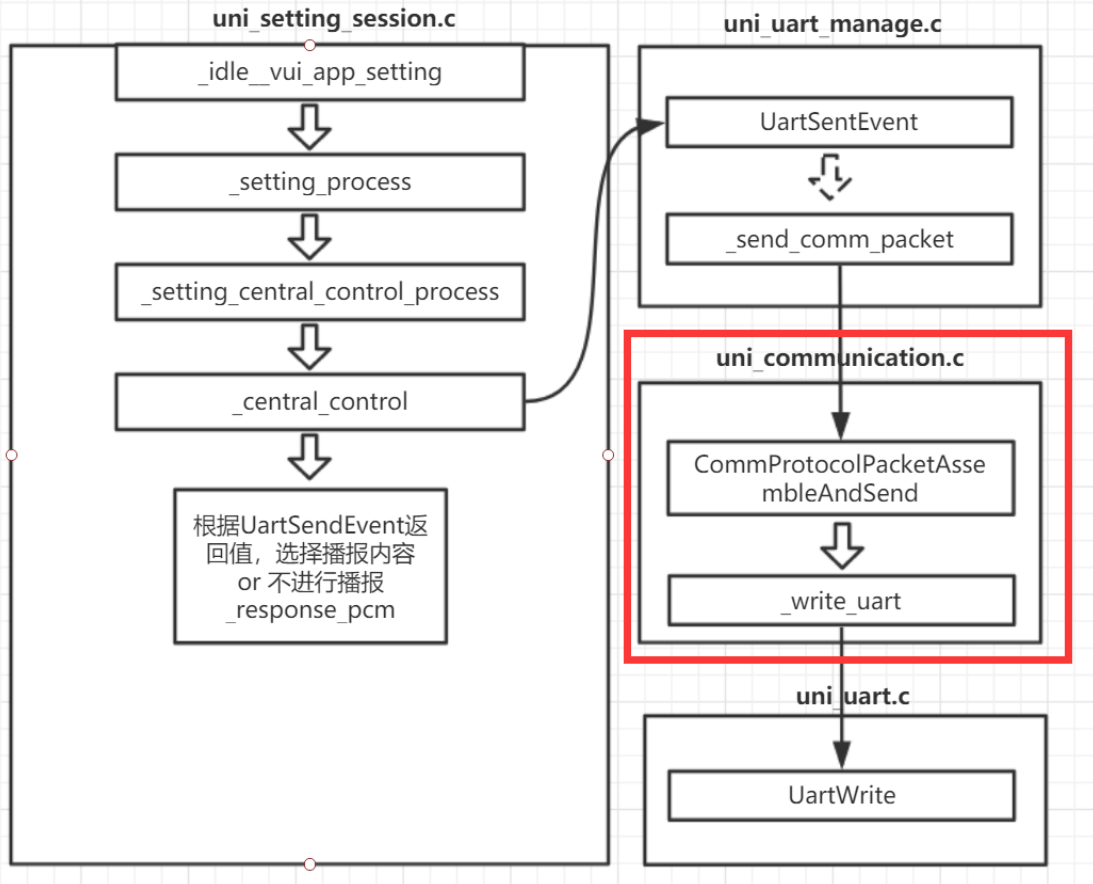 uni_setting_session.c
_idle__vui_app_setting
_setting_process
_setting_central_control_process
_central_control
根据UartSendEvent返
回值，选择播报内容
or 不进行播报
_response_pcm
uni_uart_manage.c
UartSentEvent
_send_comm_packet
uni_communication.c
CommProtocolPacketAsse
mbleAndSend
_write_uart
uni_uart.c
UartWrite